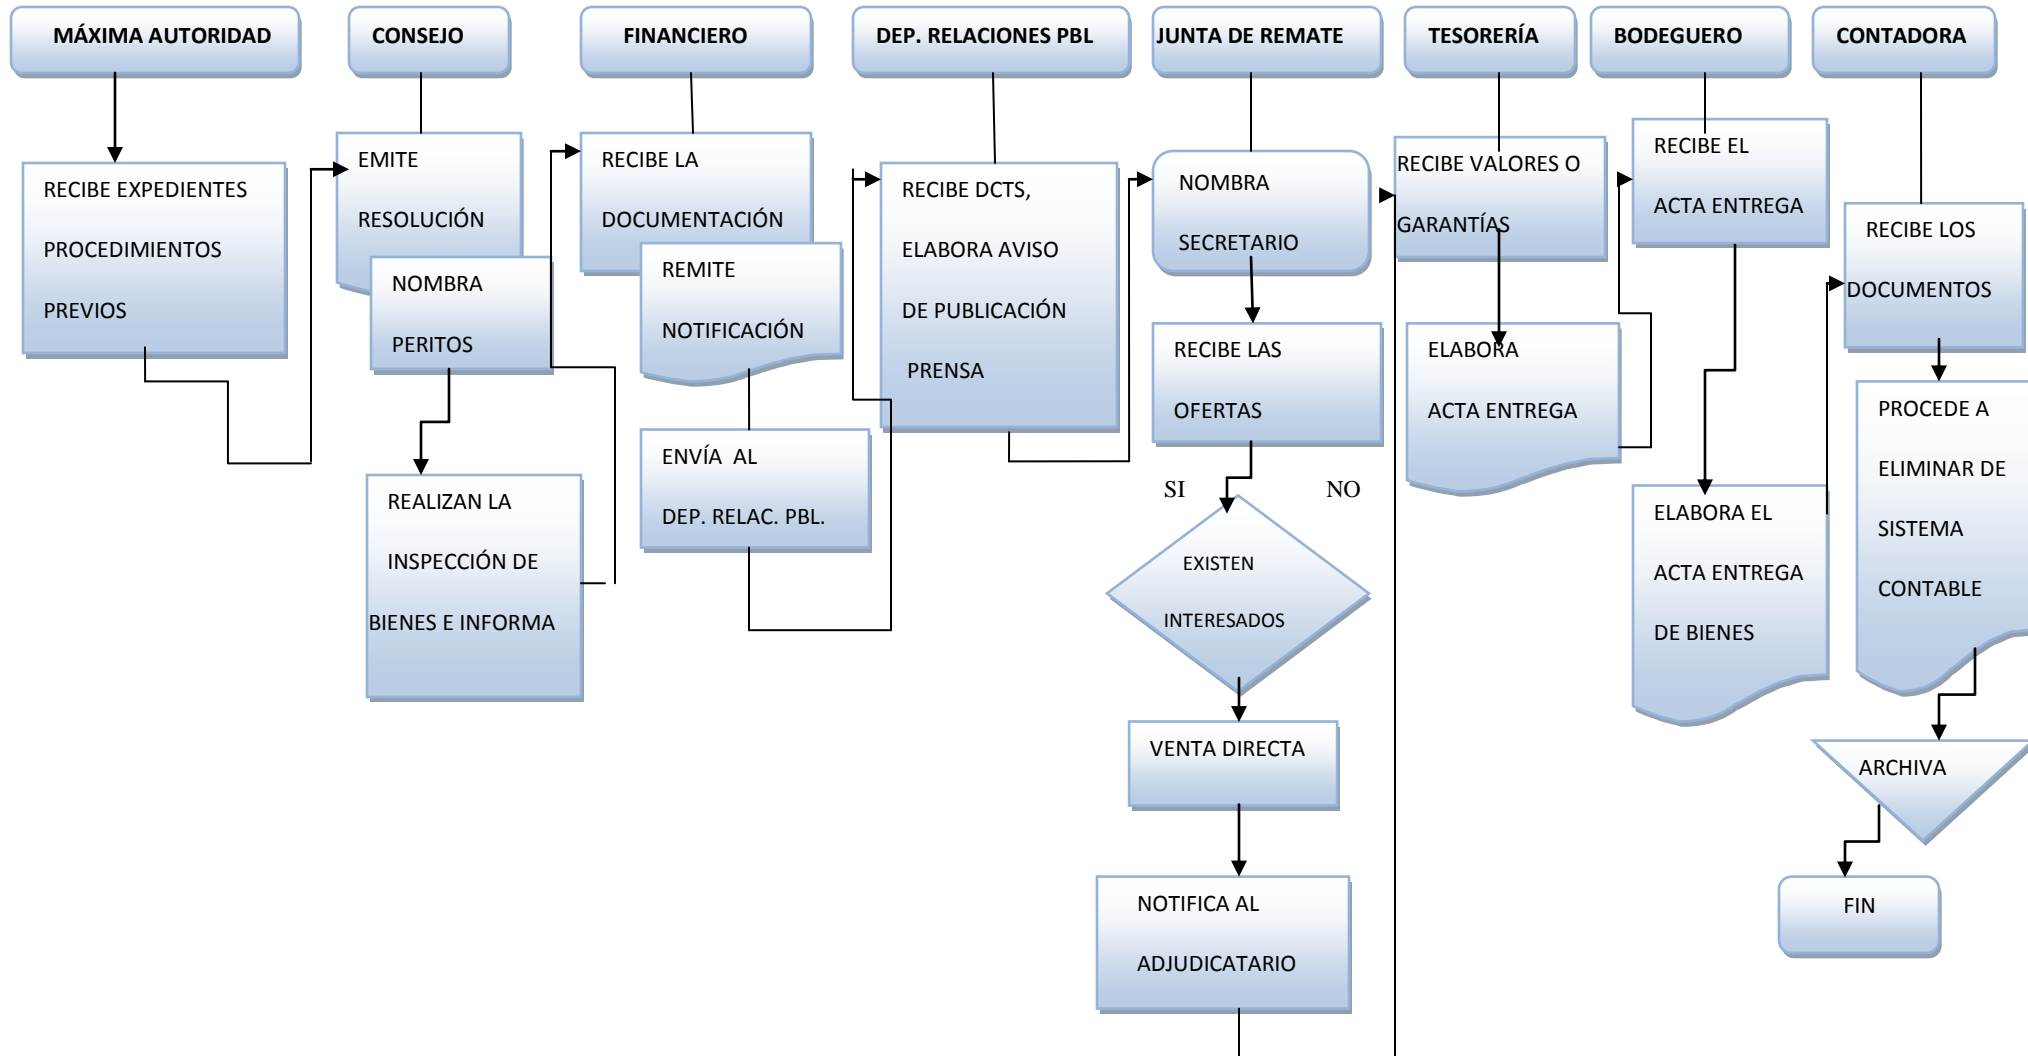 MÁXIMA AUTORIDAD
CONSEJO
FINANCIERO
DEP. RELACIONES PBL
JUNTA DE REMATE
TESORERÍA
BODEGUERO
CONTADORA
RECIBE EXPEDIENTES
PROCEDIMIENTOS
PREVIOS
EMITE
RESOLUCIÓN
NOMBRA
PERITOS
REALIZAN LA
INSPECCIÓN DE
BIENES E INFORMA
RECIBE LA
DOCUMENTACIÓN
REMITE
NOTIFICACIÓN
ENVÍA AL
DEP. RELAC. PBL.
RECIBE DCTS,
ELABORA AVISO
DE PUBLICACIÓN
PRENSA
NOMBRA
SECRETARIO
RECIBE LAS
OFERTAS
SI
NO
EXISTEN
INTERESADOS
VENTA DIRECTA
NOTIFICA AL
ADJUDICATARIO
RECIBE VALORES O
GARANTÍAS
ELABORA
ACTA ENTREGA
RECIBE EL
ACTA ENTREGA
ELABORA EL
ACTA ENTREGA
DE BIENES
RECIBE LOS
DOCUMENTOS
PROCEDE A
ELIMINAR DE
SISTEMA
CONTABLE
ARCHIVA
FIN